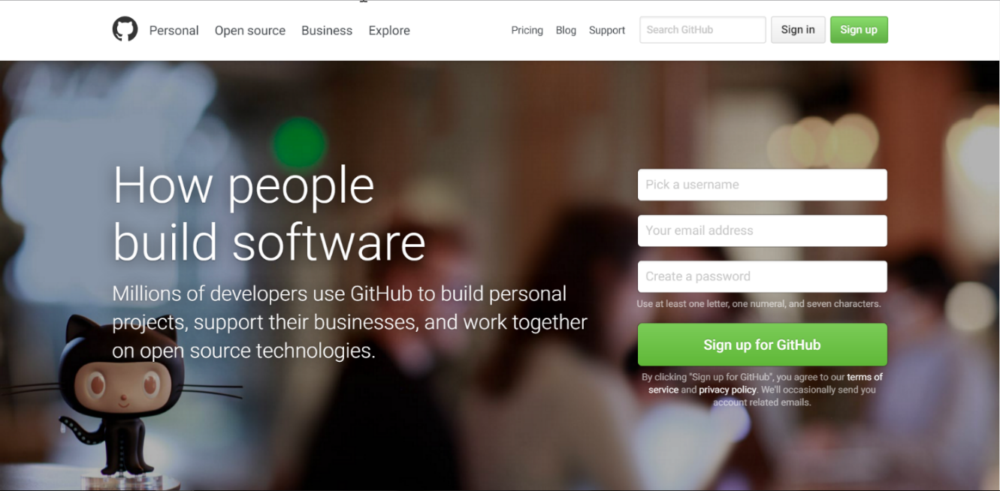 Personal Open source Business Explore Pricing Blog Support Search GitHub Sign in Sign up
How people
build software
Millions of developers use GitHub to build personal
projects, support their businesses, and work together
on open source technologies.
Pick a username
Your email address
Create a password
Use at least one letter, one numeral, and seven characters.
Sign up for GitHub
By clicking "Sign up for GitHub", you agree to our terms of
service and privacy policy. We'll occasionally send you
account related emails.